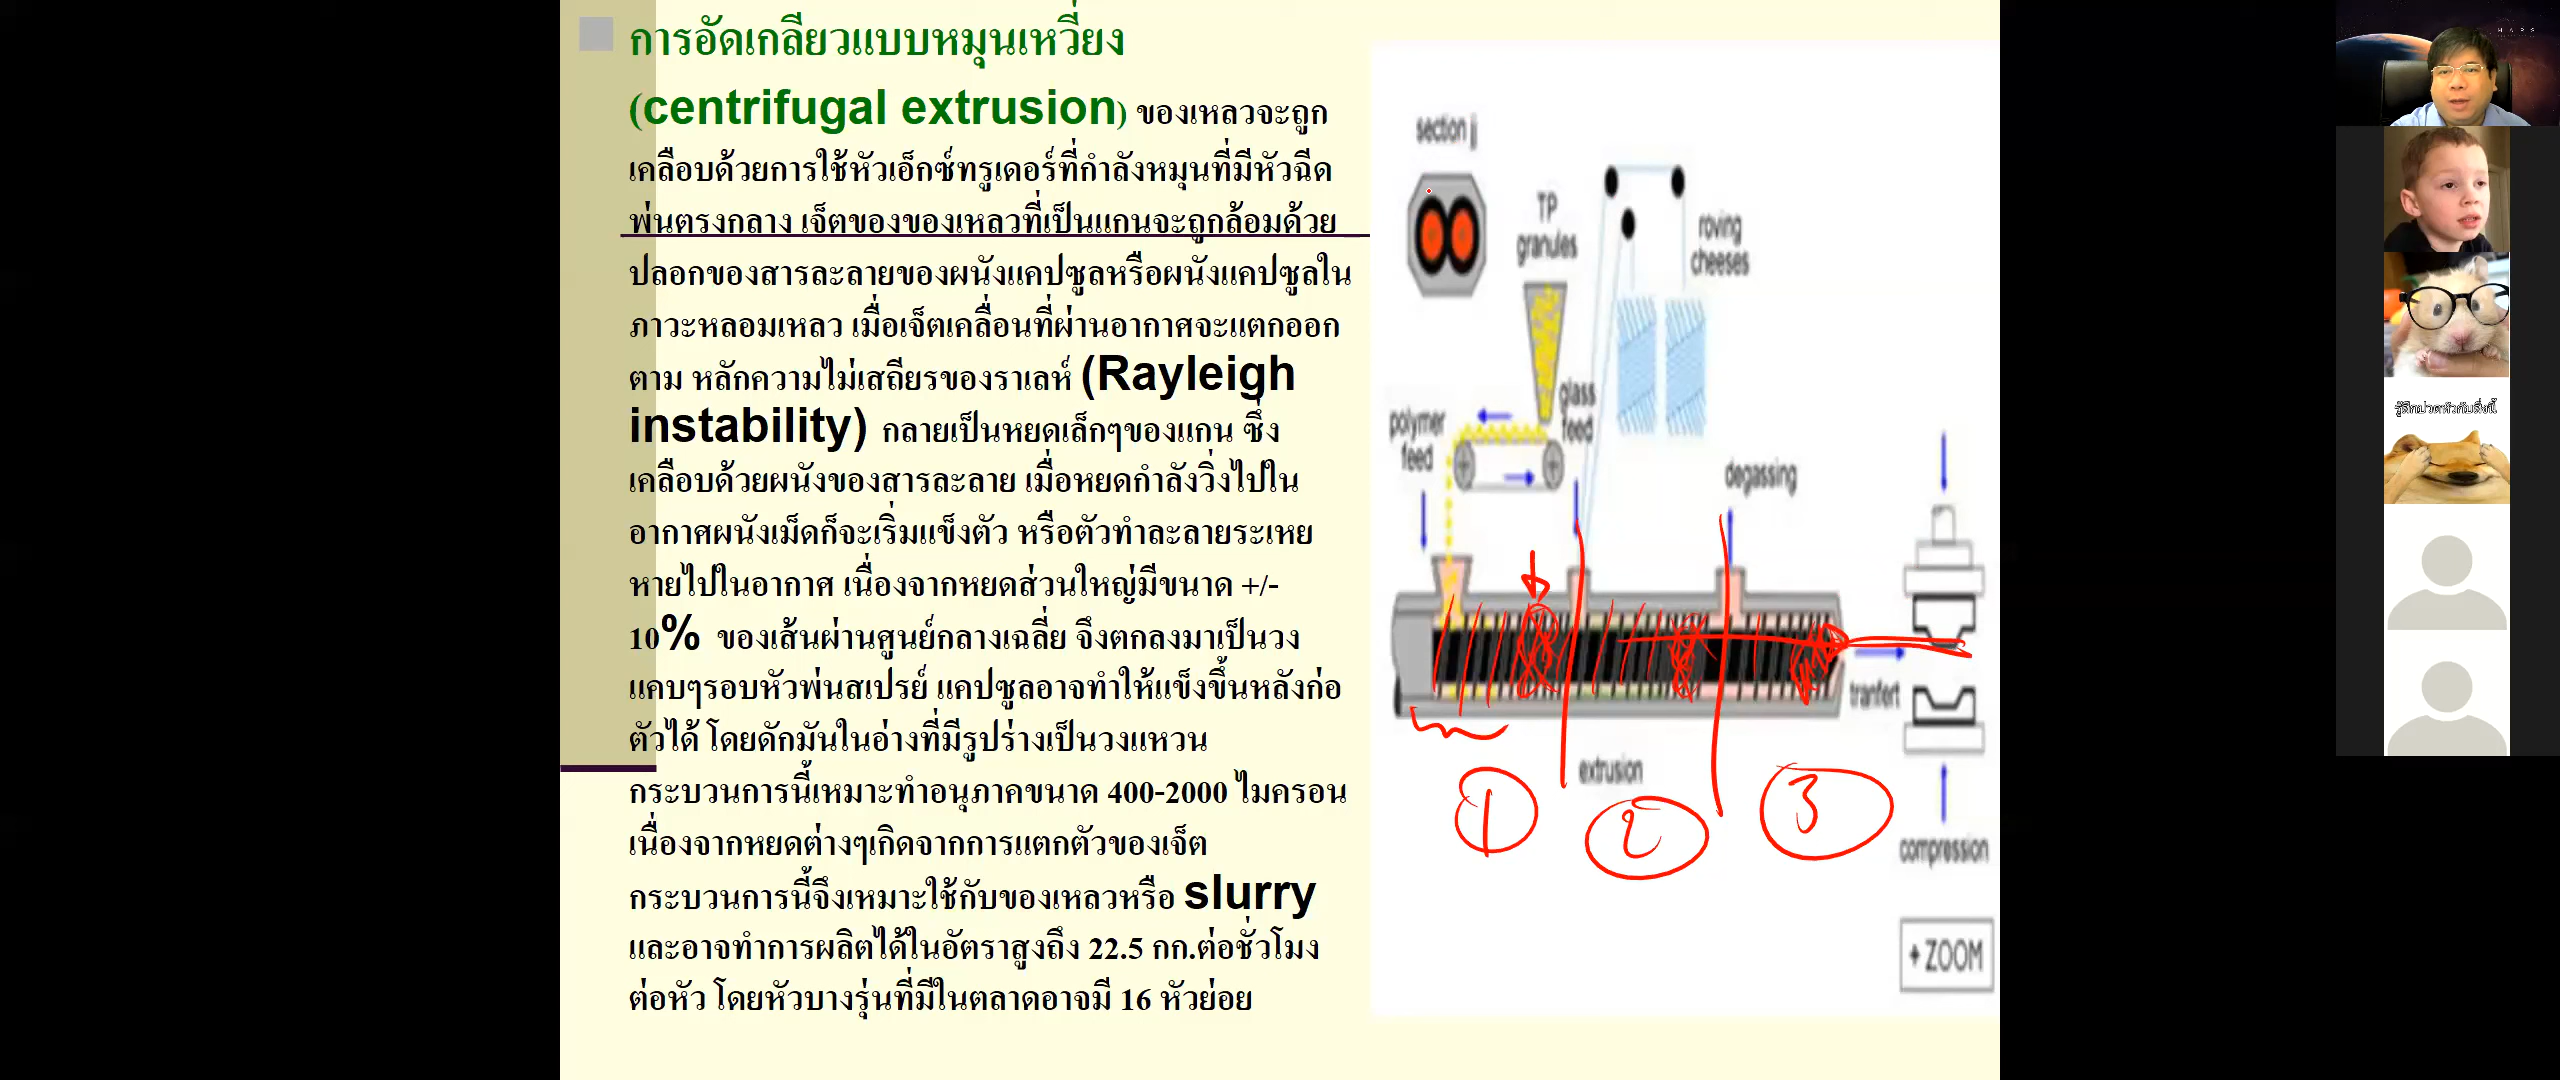 การอัดเกลียวแบบหมุนเหวี่ยง
(centrifugal extrusion) ของเหลวจะถูก
เคลือบด้วยการใช้หัวเอ็กซ์ทรูเดอร์ที่กำลังหมุนที่มีหัวฉีด
พ่นตรงกลาง เจ็ตของของเหลวที่เป็นแกนจะถูกล้อมด้วย
ปลอกของสารละลายของผนังแคปซูลหรือผนังแคปซูลใน
ภาวะหลอมเหลว เมื่อเจ็ตเคลื่อนที่ผ่านอากาศจะแตกออก
ตาม หลักความไม่เสถียรของราเลห์ (Rayleigh
instability) กลายเป็นหยดเล็กๆของแกน ซึ่ง
เคลือบด้วยผนังของสารละลาย เมื่อหยดกำลังวิ่งไปใน
อากาศผนังเม็ดก็จะเริ่มแข็งตัว หรือตัวทำละลายระเหย
หายไปในอากาศ เนื่องจากหยดส่วนใหญ่มีขนาด +/-
10% ของเส้นผ่านศูนย์กลางเฉลี่ย จึงตกลงมาเป็นวง
แคบๆรอบหัวพ่นสเปรย์ แคปซูลอาจทำให้แข็งขึ้นหลังก่อ
ตัวได้ โดยดักมันในอ่างที่มีรูปร่างเป็นวงแหวน
กระบวนการนี้เหมาะทำอนุภาคขนาด 400-2000 ไมครอน
เนื่องจากหยดต่างๆเกิดจากการแตกตัวของเจ็ต
กระบวนการนี้จึงเหมาะใช้กับของเหลวหรือ slurry
และอาจทำการผลิตได้ในอัตราสูงถึง 22.5 กก.ต่อชั่วโมง
ต่อหัว โดยหัวบางรุ่นที่มีในตลาดอาจมี 16 หัวย่อย
section jj
TP
granules
roving
cheeses
polymer
feed
glass
feed
degassing
tranfert
extrusion
compression
1
2
3
+ ZOOM
MARS
รู้สึกปวดหัวกับสิ่งนี้